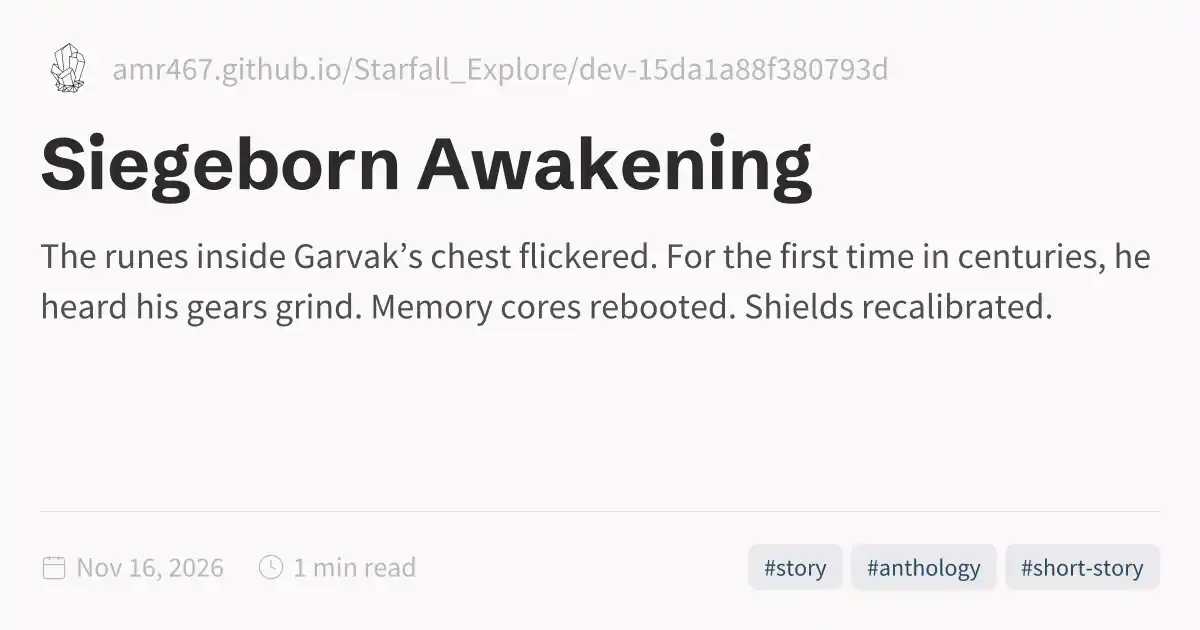 amr467.github.io/Starfall_Explore/dev-15da1a88f380793d
Siegeborn Awakening
The runes inside Garvak’s chest flickered. For the first time in centuries, he
heard his gears grind. Memory cores rebooted. Shields recalibrated.
Nov 16, 2026 1 min read #story #anthology #short-story